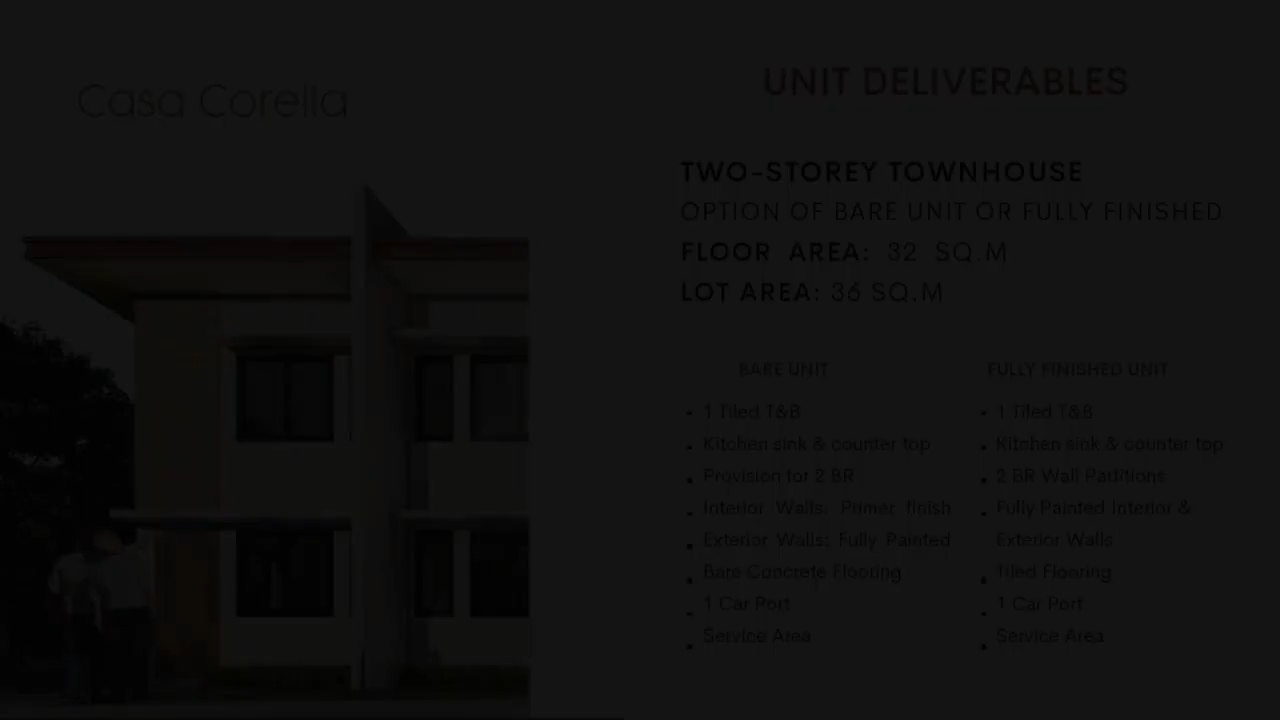 Casa Corella
UNIT DELIVERABLES
TWO-STOREY TOWNHOUSE
OPTION OF BARE UNIT OR FULLY FINISHED
FLOOR AREA: 32 SQ.M
LOT AREA: 36 SQ.M
BARE UNIT
• 1 Tiled T&B
• Kitchen sink & counter top
• Provision for 2 BR
• Interior Walls: Primer finish
• Exterior Walls: Fully Painted
• Bare Concrete Flooring
• 1 Car Port
• Service Area
FULLY FINISHED UNIT
• 1 Tiled T&B
• Kitchen sink & counter top
• 2 BR Wall Partitions
• Fully Painted Interior &
Exterior Walls
• Tiled Flooring
• 1 Car Port
• Service Area